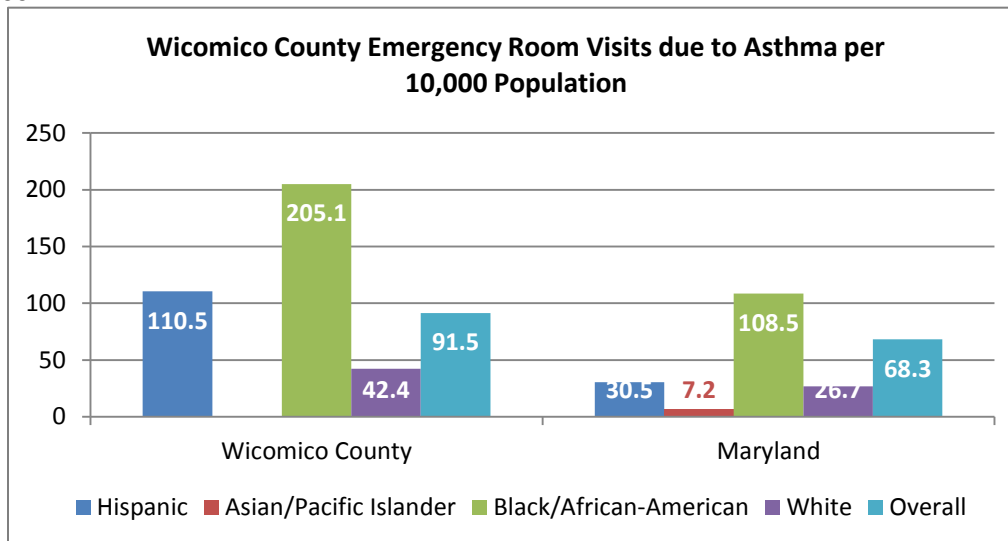 Wicomico County Emergency Room Visits due to Asthma per
10,000 Population
250
200
150
100
50
0
110.5
205.1
42.4
91.5
30.5
7.2
108.5
26.7
68.3
Wicomico County
Maryland
Hispanic
Asian/Pacific Islander
Black/African-American
White
Overall